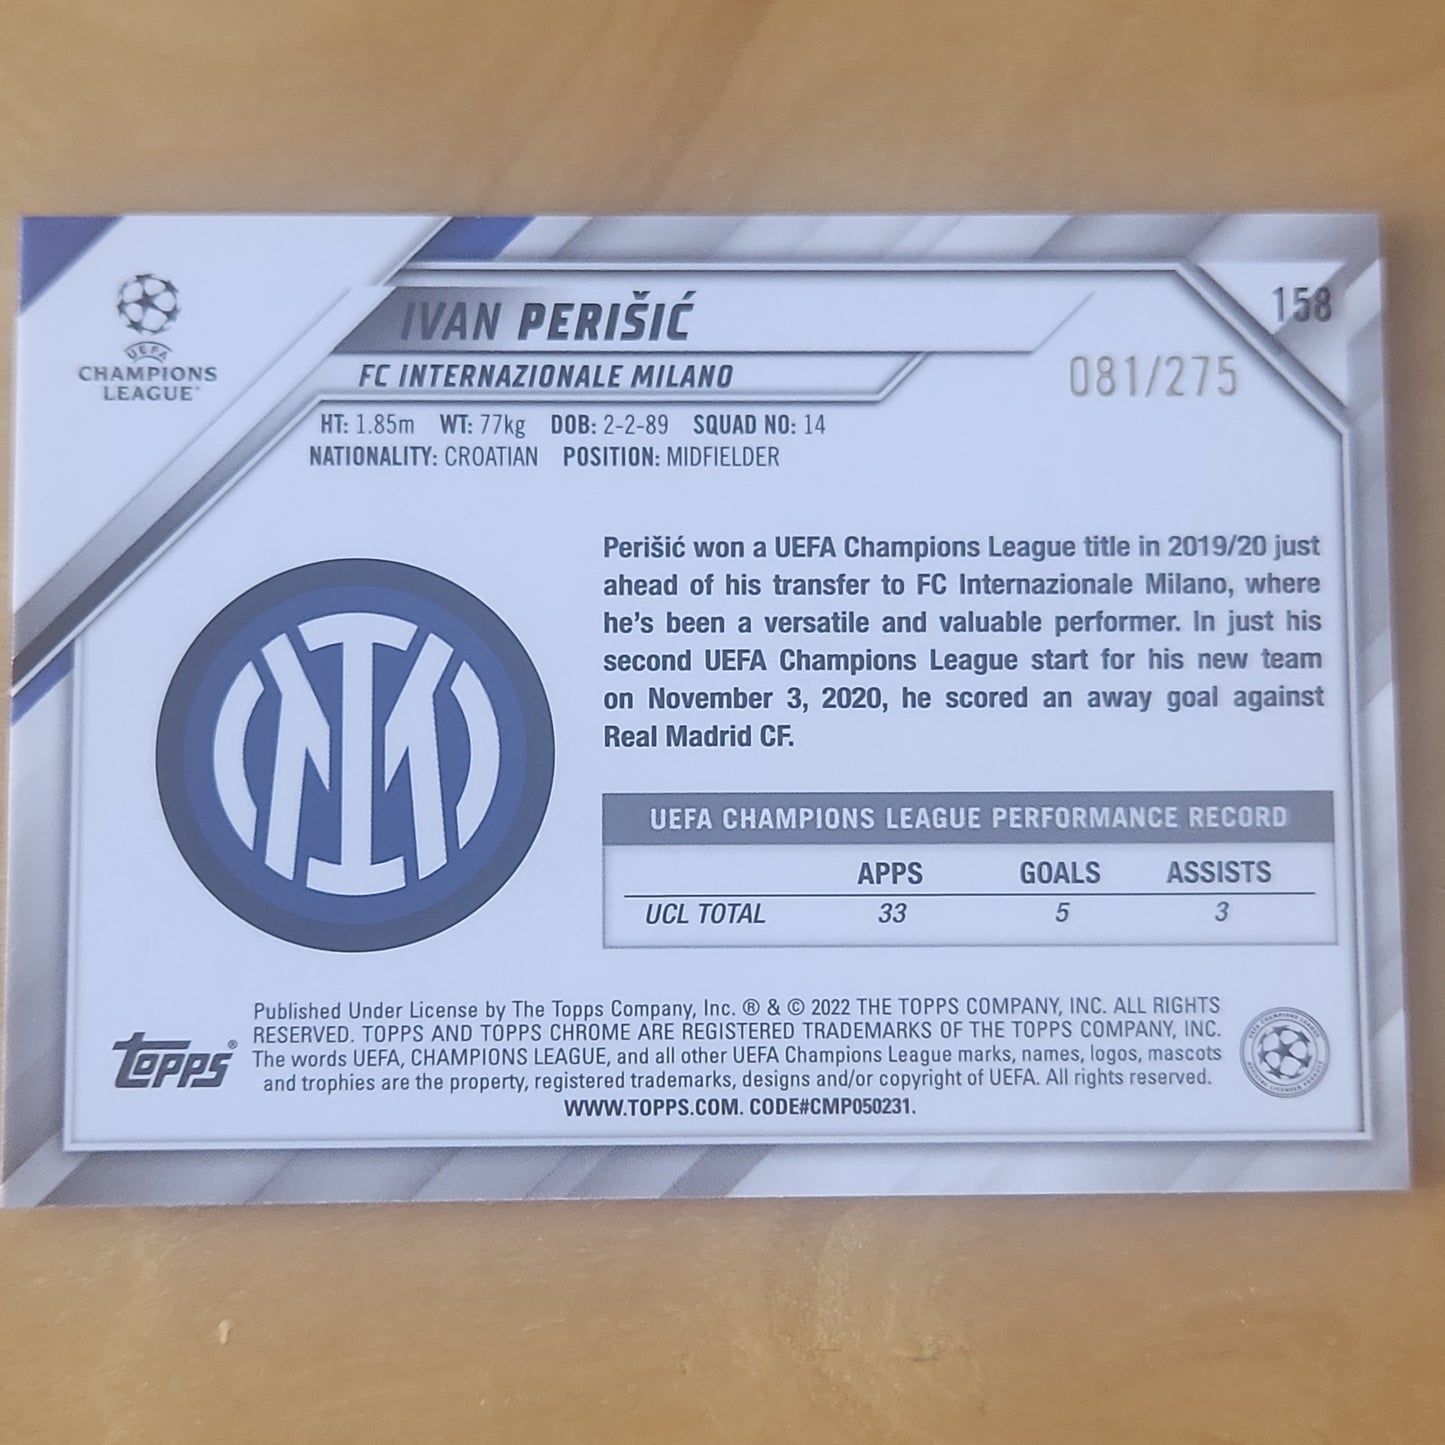 UEFA
CHAMPIONS
LEAGUE®
IVAN PERIŠIĆ
158
FC INTERNAZIONALE MILANO
081/275
HT: 1.85m WT: 77kg DOB: 2-2-89 SQUAD NO: 14
NATIONALITY: CROATIAN POSITION: MIDFIELDER
Perišić won a UEFA Champions League title in 2019/20 just
ahead of his transfer to FC Internazionale Milano, where
he's been a versatile and valuable performer. In just his
second UEFA Champions League start for his new team
on November 3, 2020, he scored an away goal against
Real Madrid CF.
UEFA CHAMPIONS LEAGUE PERFORMANCE RECORD
APPS GOALS ASSISTS
UCL TOTAL 33 5 3
topps®
Published Under License by The Topps Company, Inc. ® & © 2022 THE TOPPS COMPANY, INC. ALL RIGHTS
RESERVED. TOPPS AND TOPPS CHROME ARE REGISTERED TRADEMARKS OF THE TOPPS COMPANY, INC.
The words UEFA, CHAMPIONS LEAGUE, and all other UEFA Champions League marks, names, logos, mascots
and trophies are the property, registered trademarks, designs and/or copyright of UEFA. All rights reserved.
WWW.TOPPS.COM. CODE#CMP050231.
UEFA CHAMPIONS LEAGUE
OFFICIAL LICENSED PRODUCT